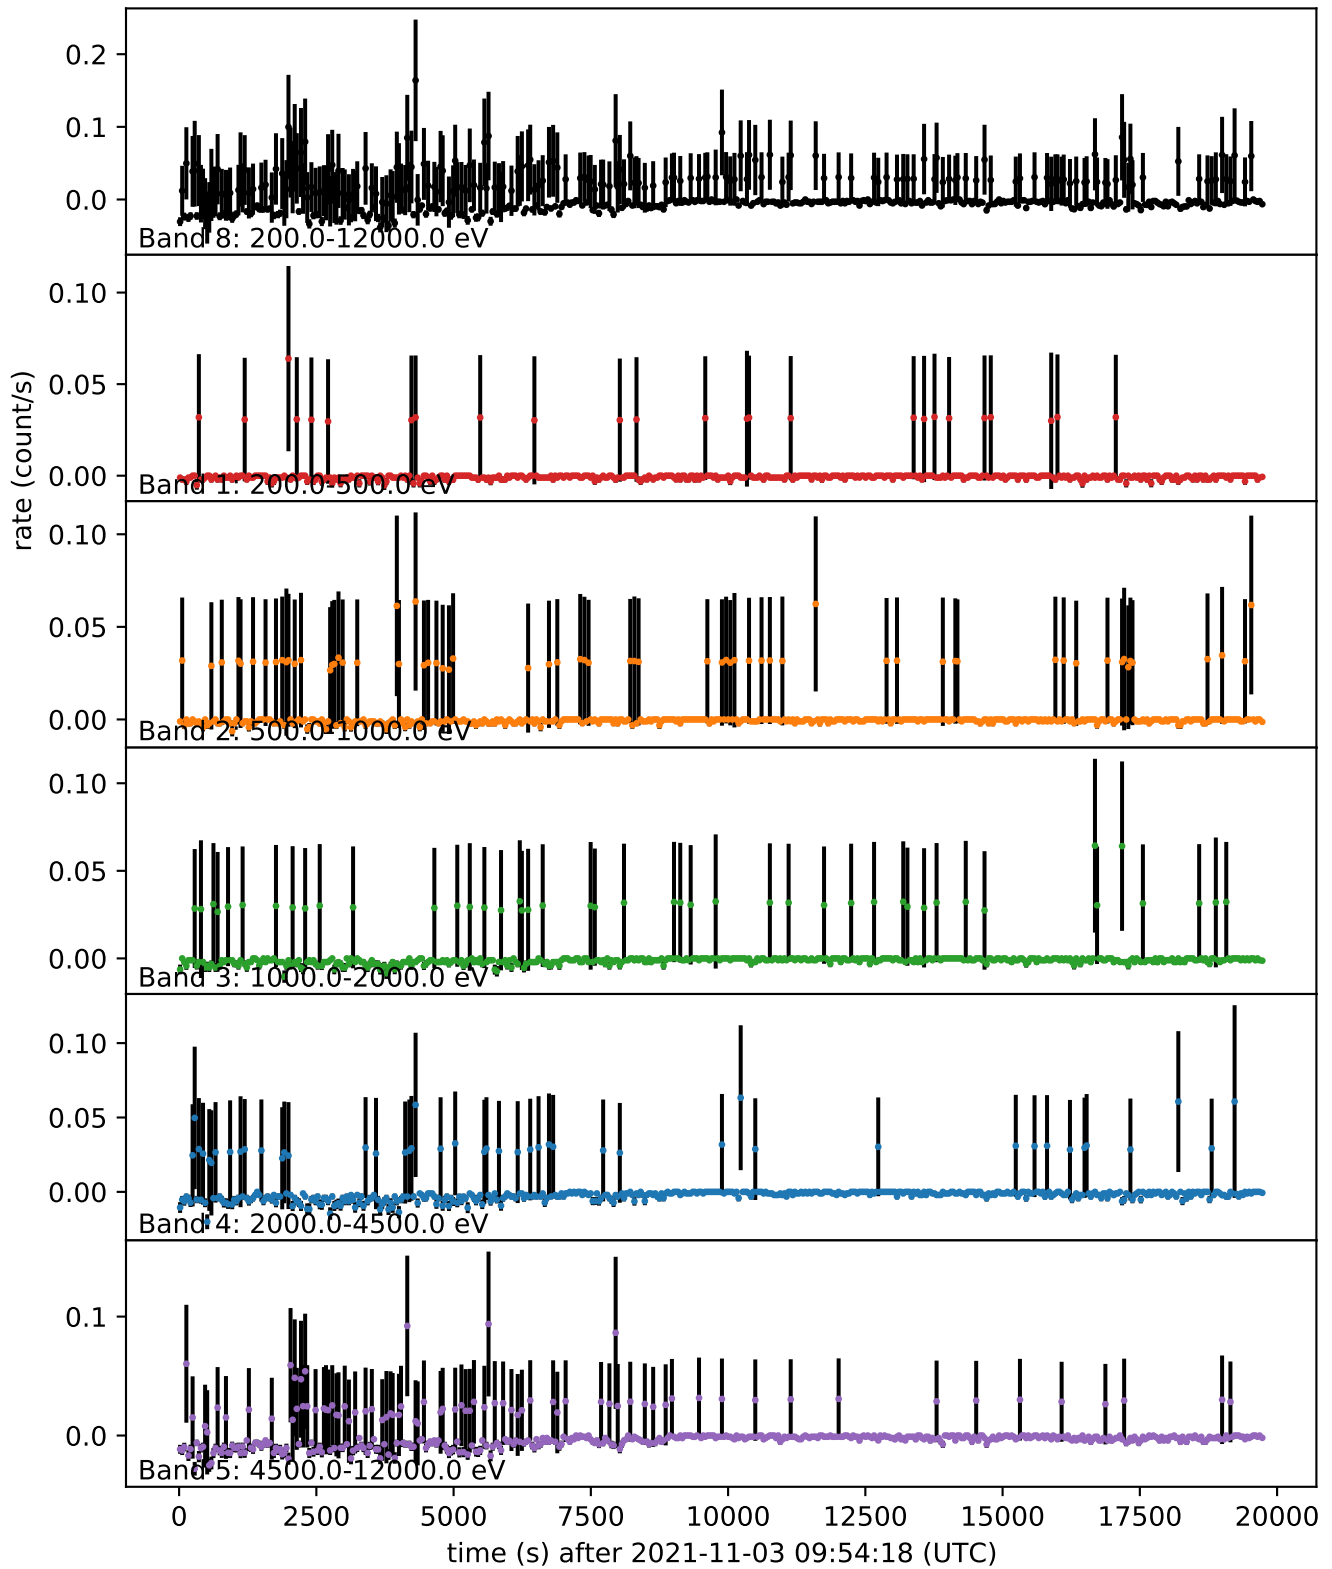 0.2
0.1
0.0
Band 8: 200.0-12000.0 eV
0.10
0.05
0.00
Band 1: 200.0-500.0 eV
rate (count/s)
0.10
0.05
0.00
Band 2: 500.0-1000.0 eV
0.10
0.05
0.00
Band 3: 1000.0-2000.0 eV
0.10
0.05
0.00
Band 4: 2000.0-4500.0 eV
0.1
0.0
Band 5: 4500.0-12000.0 eV
0 2500 5000 7500 10000 12500 15000 17500 20000
time (s) after 2021-11-03 09:54:18 (UTC)